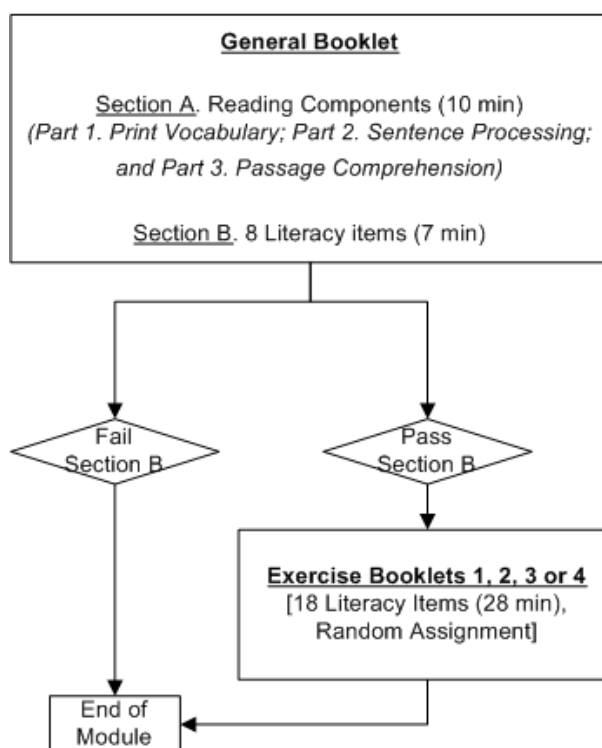 General Booklet
Section A. Reading Components (10 min)
(Part 1. Print Vocabulary; Part 2. Sentence Processing;
and Part 3. Passage Comprehension)
Section B. 8 Literacy items (7 min)
Fail
Section B
Pass
Section B
Exercise Booklets 1, 2, 3 or 4
[18 Literacy Items (28 min),
Random Assignment]
End of
Module